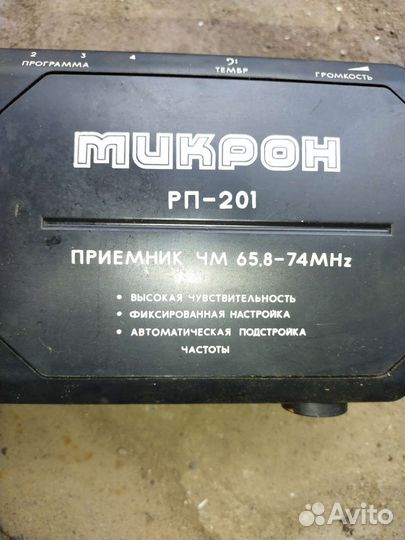 2 3 4
ПРОГРАММА ТЕМБР ГРОМКОСТЬ
МИКРОН
РП-201
ПРИЕМНИК ЧМ 65,8-74MHz
• ВЫСОКАЯ ЧУВСТВИТЕЛЬНОСТЬ
• ФИКСИРОВАННАЯ НАСТРОЙКА
• АВТОМАТИЧЕСКАЯ ПОДСТРОЙКА
ЧАСТОТЫ
Avito